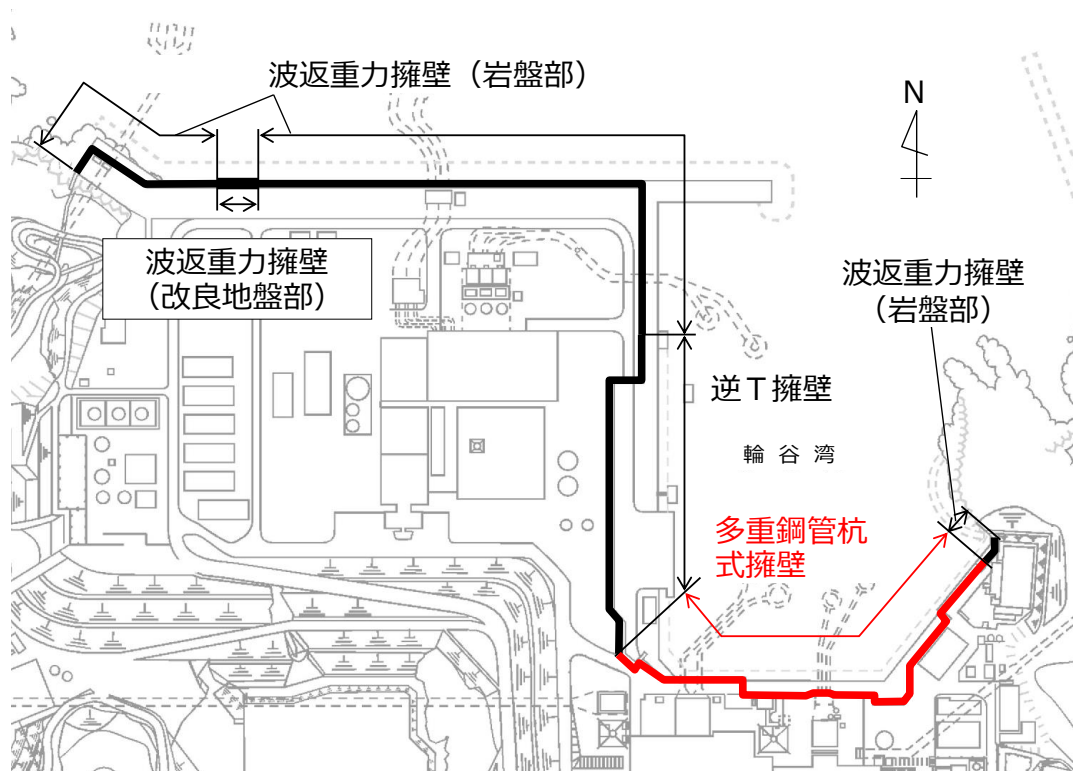 波返重力擁壁（岩盤部）
N
波返重力擁壁
（改良地盤部）
波返重力擁壁
（岩盤部）
逆Ｔ擁壁
輪谷湾
多重鋼管杭
式擁壁